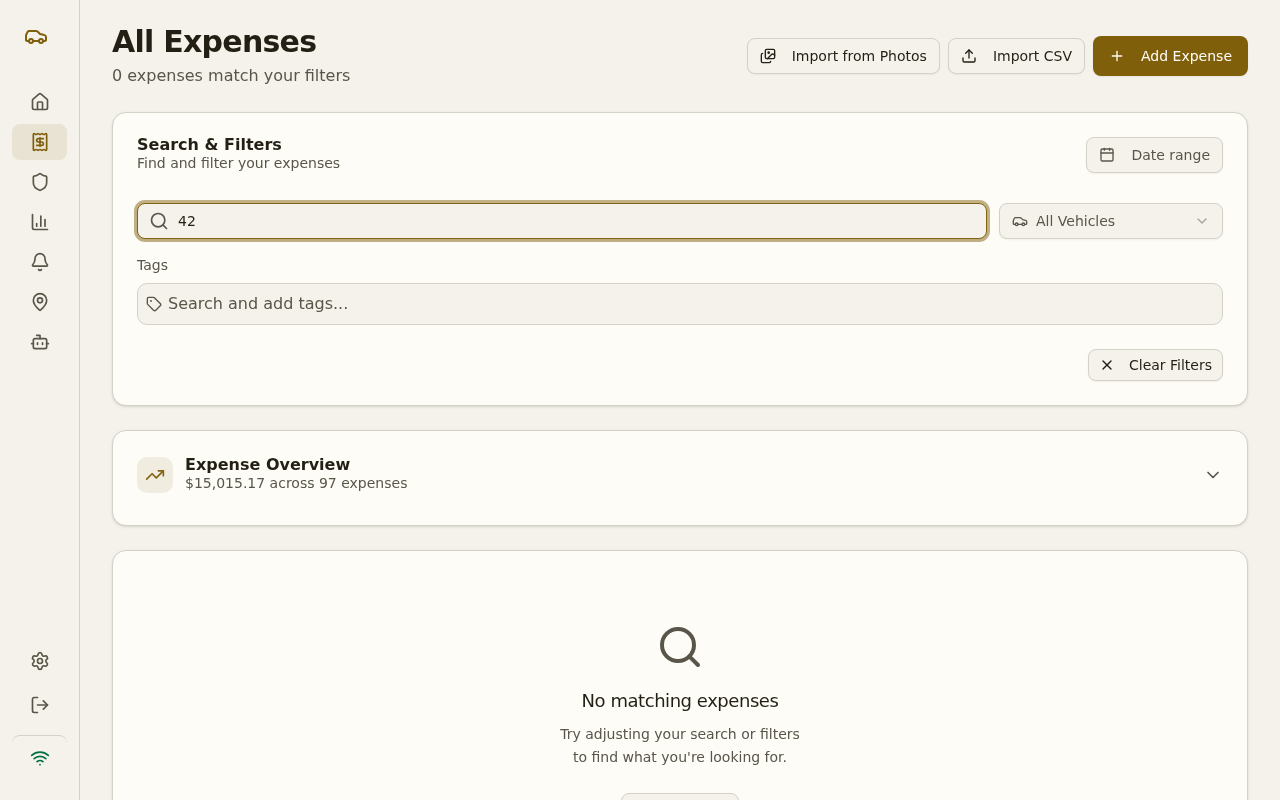 All Expenses
0 expenses match your filters
Import from Photos
Import CSV
Add Expense
Search & Filters
Find and filter your expenses
Date range
42
All Vehicles
Tags
Search and add tags...
Clear Filters
Expense Overview
$15,015.17 across 97 expenses
No matching expenses
Try adjusting your search or filters
to find what you're looking for.